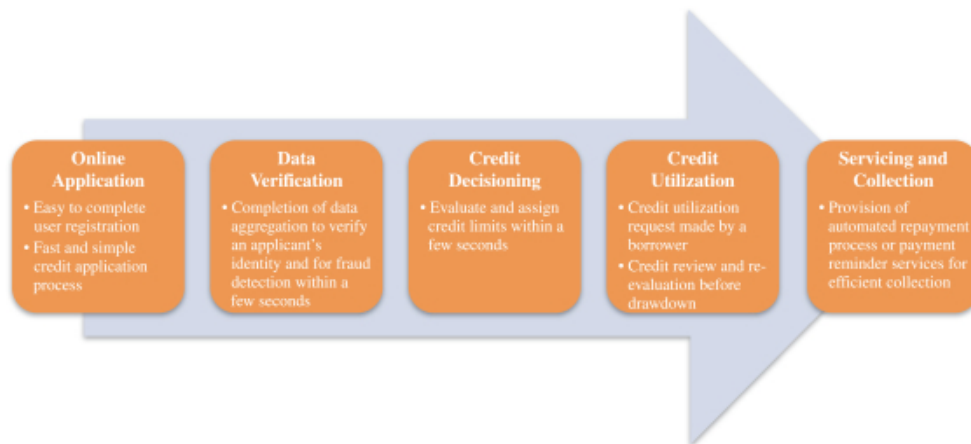 Online
Application
• Easy to complete
user registration
• Fast and simple
credit application
process
Data
Verification
• Completion of data
aggregation to verify
an applicant's
identity and for fraud
detection within a
few seconds
Credit
Decisioning
• Evaluate and assign
credit limits within a
few seconds
Credit
Utilization
• Credit utilization
request made by a
borrower
• Credit review and re-
evaluation before
drawdown
Servicing and
Collection
• Provision of
automated repayment
process or payment
reminder services for
efficient collection